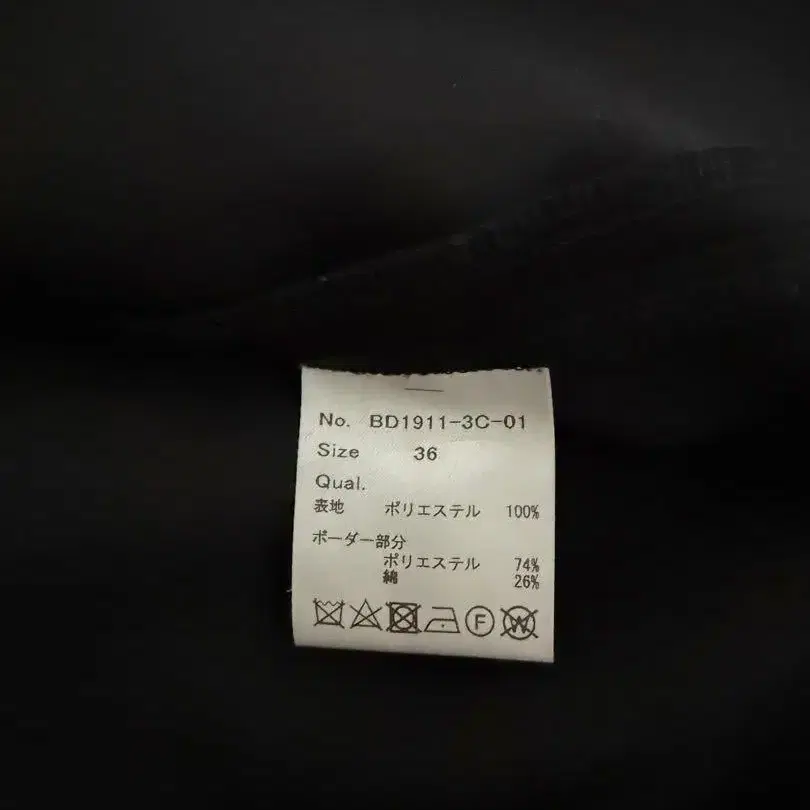 No. BD1911-3C-01
Size 36
Qual.
表地 ポリエステル 100%
ボーダー部分
ポリエステル 74%
綿 26%
F W